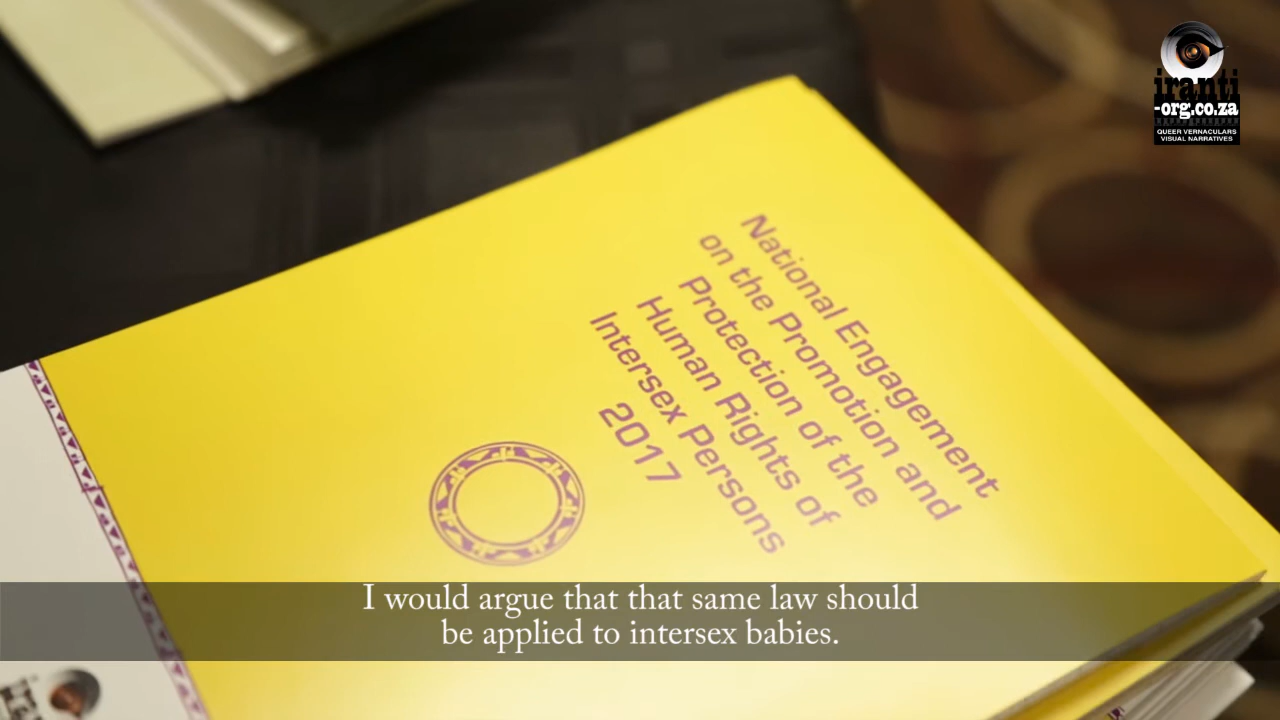 iranti
-org.co.za
QUEER VERNACULARS
VISUAL NARRATIVES
National Engagement
on the Promotion and
Protection of the
Human Rights of
Intersex Persons
2017
I would argue that that same law should
be applied to intersex babies.